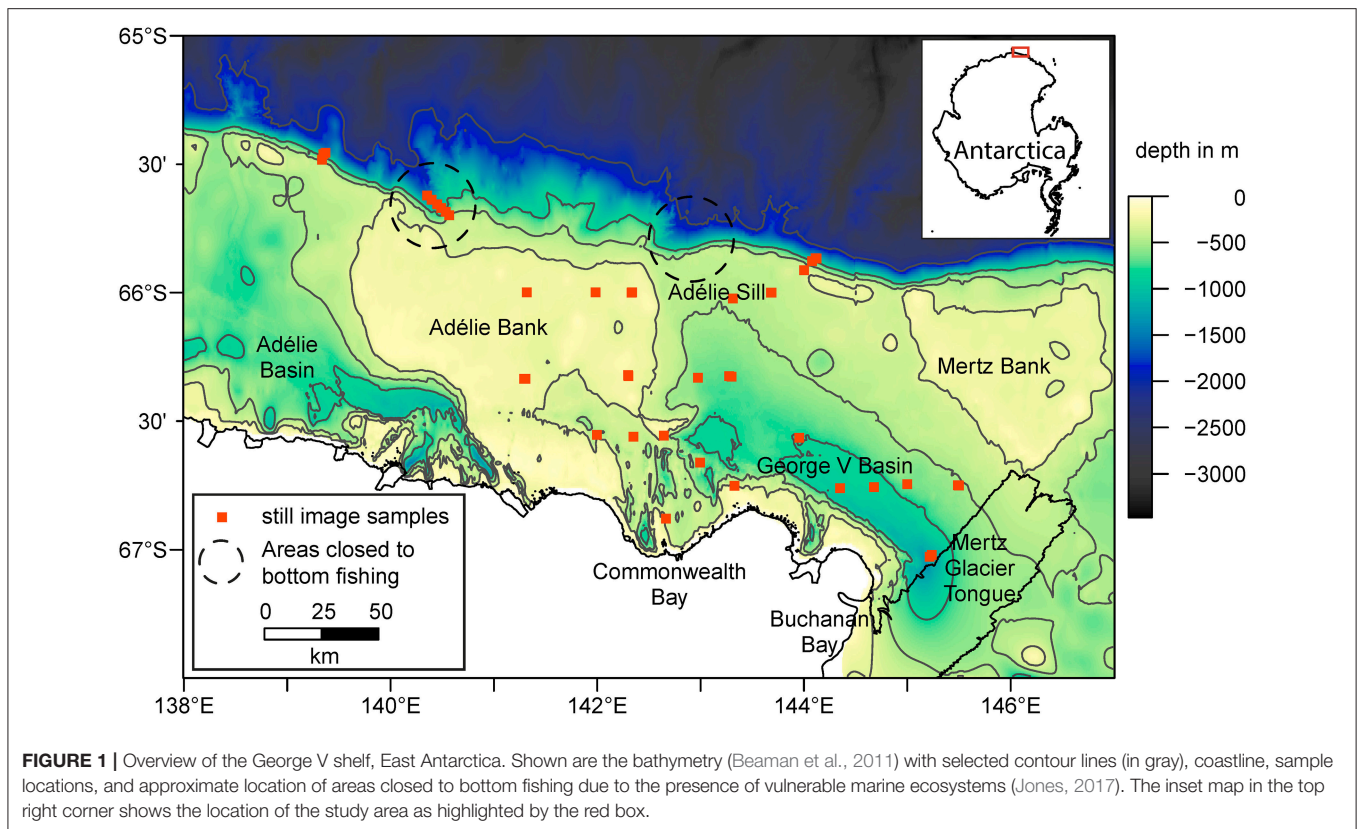 65°S
30'
66°S
30'
67°S
138°E
140°E
142°E
144°E
146°E
Antarctica
depth in m
0
−500
−1000
−1500
−2000
−2500
−3000
Adélie Sill
Adélie Bank
Adélie
Basin
Mertz Bank
George V Basin
Mertz
Glacier
Tongue
Commonwealth
Bay
Buchanan
Bay
still image samples
Areas closed to
bottom fishing
0 25 50
km
FIGURE 1 | Overview of the George V shelf, East Antarctica. Shown are the bathymetry (Beaman et al., 2011) with selected contour lines (in gray), coastline, sample
locations, and approximate location of areas closed to bottom fishing due to the presence of vulnerable marine ecosystems (Jones, 2017). The inset map in the top
right corner shows the location of the study area as highlighted by the red box.